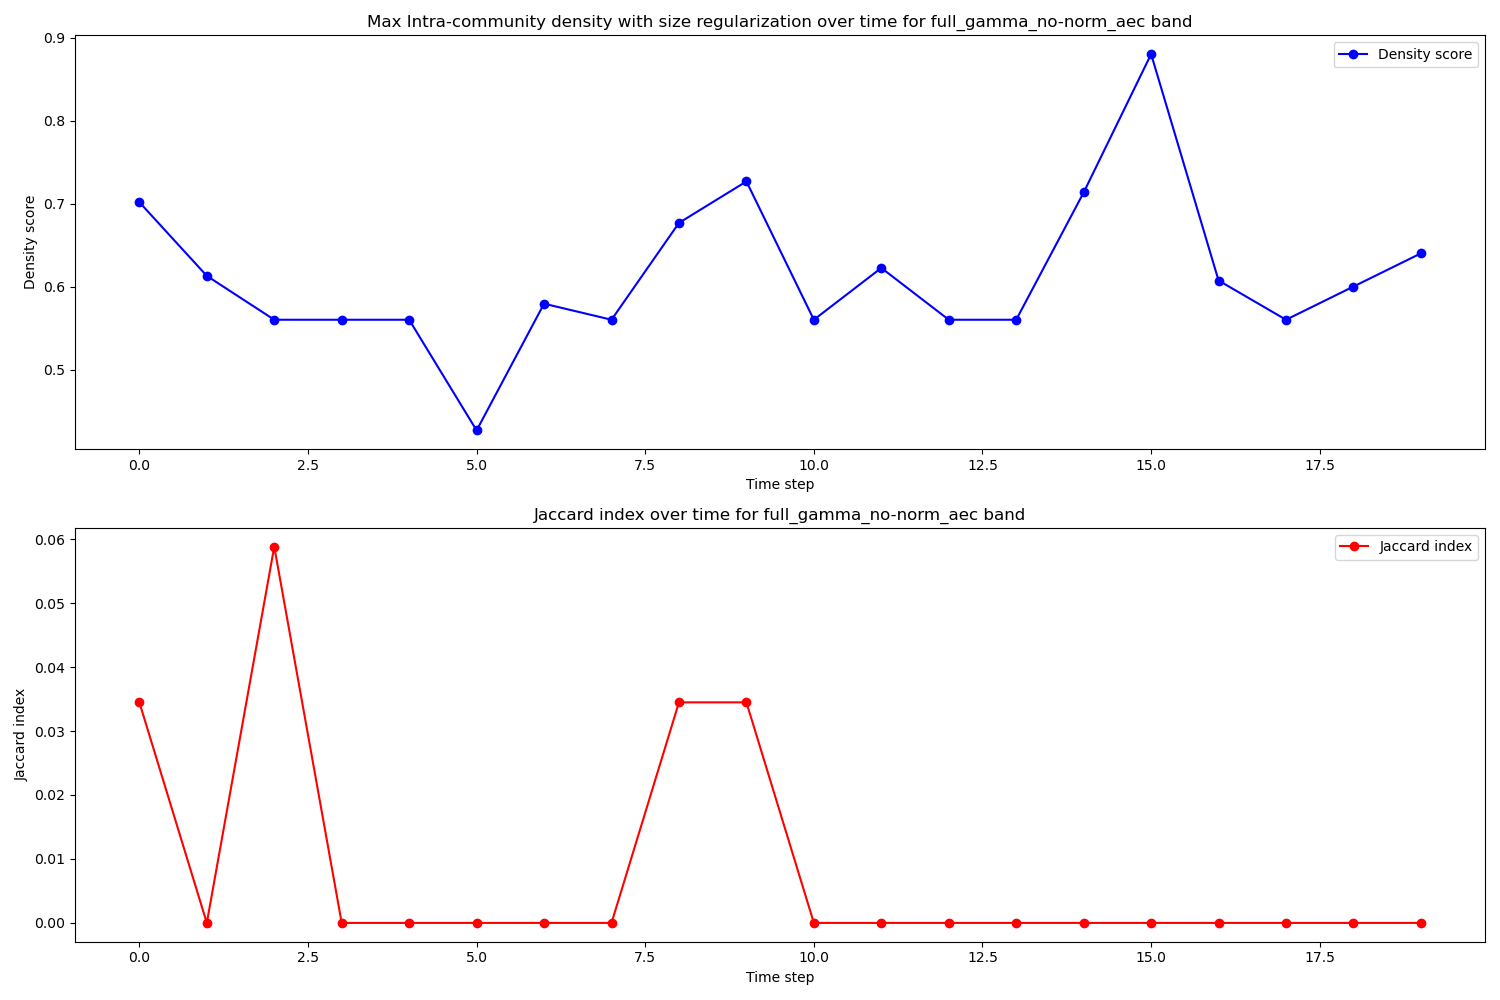 Max Intra-community density with size regularization over time for full_gamma_no-norm_aec band
Density score
0.9
0.8
0.7
0.6
0.5
Density score
0.0 2.5 5.0 7.5 10.0 12.5 15.0 17.5
Time step
Jaccard index over time for full_gamma_no-norm_aec band
Jaccard index
0.06
0.05
0.04
0.03
0.02
0.01
0.00
Jaccard index
0.0 2.5 5.0 7.5 10.0 12.5 15.0 17.5
Time step